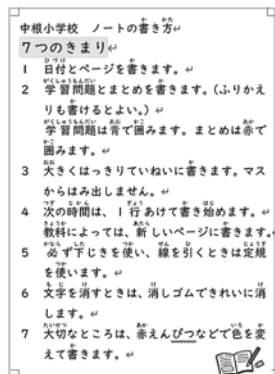 中根小学校　ノートの書き方
７つのきまり
１　日付とページを書きます。
２　学習問題とまとめを書きます。（ふりかえ
りも書けるとよい。）
学習問題は青で囲みます。まとめは赤で
囲みます。
３　大きくはっきりていねいに書きます。マス
からはみ出しません。
４　次の時間は、１行あけて書き始めます。
教科によっては、新しいページに書きます。
５　必ず下じきを使い、線を引くときは定規
を使います。
６　文字を消すときは、消しゴムできれいに消
します。
７　大切なところは、赤えんぴつなどで色を変
えて書きます。